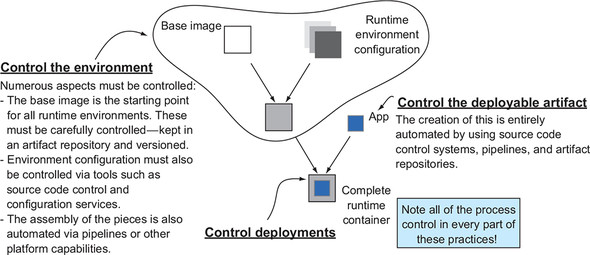 Base image
Runtime
environment
configuration
Control the environment
Numerous aspects must be controlled:
- The base image is the starting point
for all runtime environments. These
must be carefully controlled—kept in
an artifact repository and versioned.
- Environment configuration must also
be controlled via tools such as
source code control and
configuration services.
- The assembly of the pieces is also
automated via pipelines or other
platform capabilities.
App
Control the deployable artifact
The creation of this is entirely
automated by using source code
control systems, pipelines, and artifact
repositories.
Complete
runtime
container
Control deployments
Note all of the process
control in every part of
these practices!